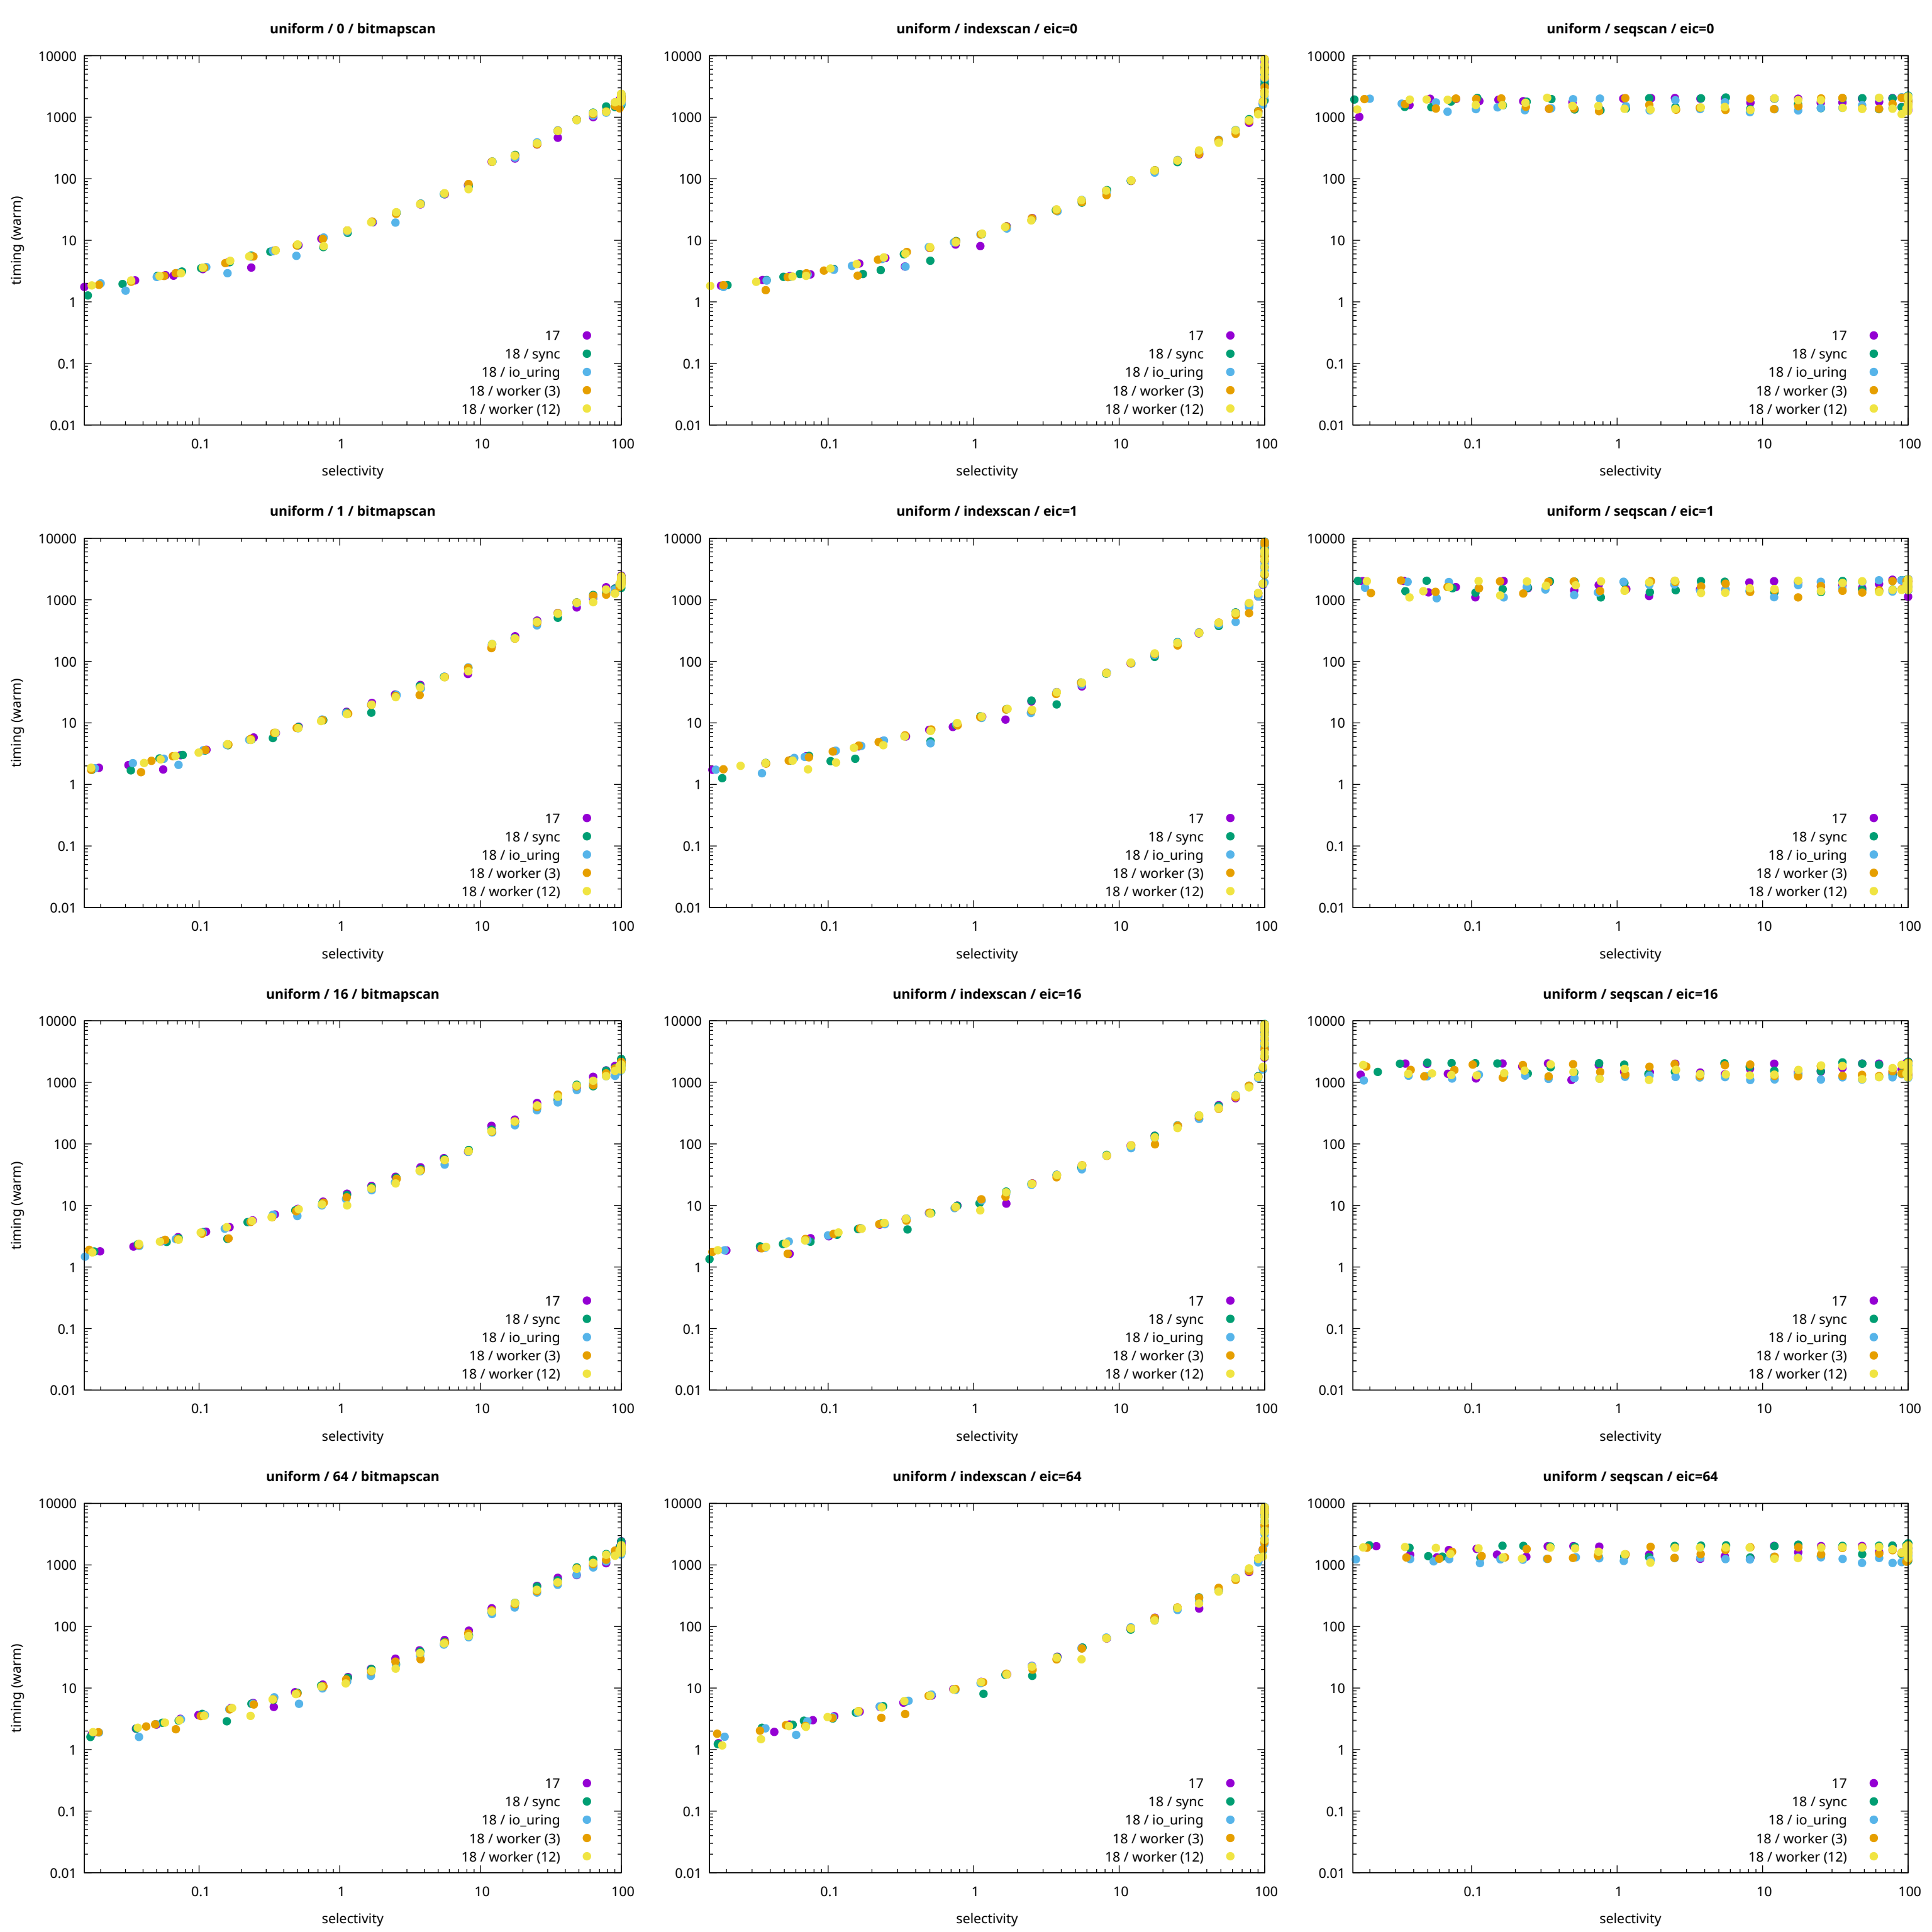 uniform / 0 / bitmapscan
timing (warm)
10000
1000
100
10
1
0.1
0.01
17
18 / sync
18 / io_uring
18 / worker (3)
18 / worker (12)
0.1 1 10 100
selectivity
uniform / indexscan / eic=0
10000
1000
100
10
1
0.1
0.01
17
18 / sync
18 / io_uring
18 / worker (3)
18 / worker (12)
0.1 1 10 100
selectivity
uniform / seqscan / eic=0
10000
1000
100
10
1
0.1
0.01
17
18 / sync
18 / io_uring
18 / worker (3)
18 / worker (12)
0.1 1 10 100
selectivity
uniform / 1 / bitmapscan
timing (warm)
10000
1000
100
10
1
0.1
0.01
17
18 / sync
18 / io_uring
18 / worker (3)
18 / worker (12)
0.1 1 10 100
selectivity
uniform / indexscan / eic=1
10000
1000
100
10
1
0.1
0.01
17
18 / sync
18 / io_uring
18 / worker (3)
18 / worker (12)
0.1 1 10 100
selectivity
uniform / seqscan / eic=1
10000
1000
100
10
1
0.1
0.01
17
18 / sync
18 / io_uring
18 / worker (3)
18 / worker (12)
0.1 1 10 100
selectivity
uniform / 16 / bitmapscan
timing (warm)
10000
1000
100
10
1
0.1
0.01
17
18 / sync
18 / io_uring
18 / worker (3)
18 / worker (12)
0.1 1 10 100
selectivity
uniform / indexscan / eic=16
10000
1000
100
10
1
0.1
0.01
17
18 / sync
18 / io_uring
18 / worker (3)
18 / worker (12)
0.1 1 10 100
selectivity
uniform / seqscan / eic=16
10000
1000
100
10
1
0.1
0.01
17
18 / sync
18 / io_uring
18 / worker (3)
18 / worker (12)
0.1 1 10 100
selectivity
uniform / 64 / bitmapscan
timing (warm)
10000
1000
100
10
1
0.1
0.01
17
18 / sync
18 / io_uring
18 / worker (3)
18 / worker (12)
0.1 1 10 100
selectivity
uniform / indexscan / eic=64
10000
1000
100
10
1
0.1
0.01
17
18 / sync
18 / io_uring
18 / worker (3)
18 / worker (12)
0.1 1 10 100
selectivity
uniform / seqscan / eic=64
10000
1000
100
10
1
0.1
0.01
17
18 / sync
18 / io_uring
18 / worker (3)
18 / worker (12)
0.1 1 10 100
selectivity